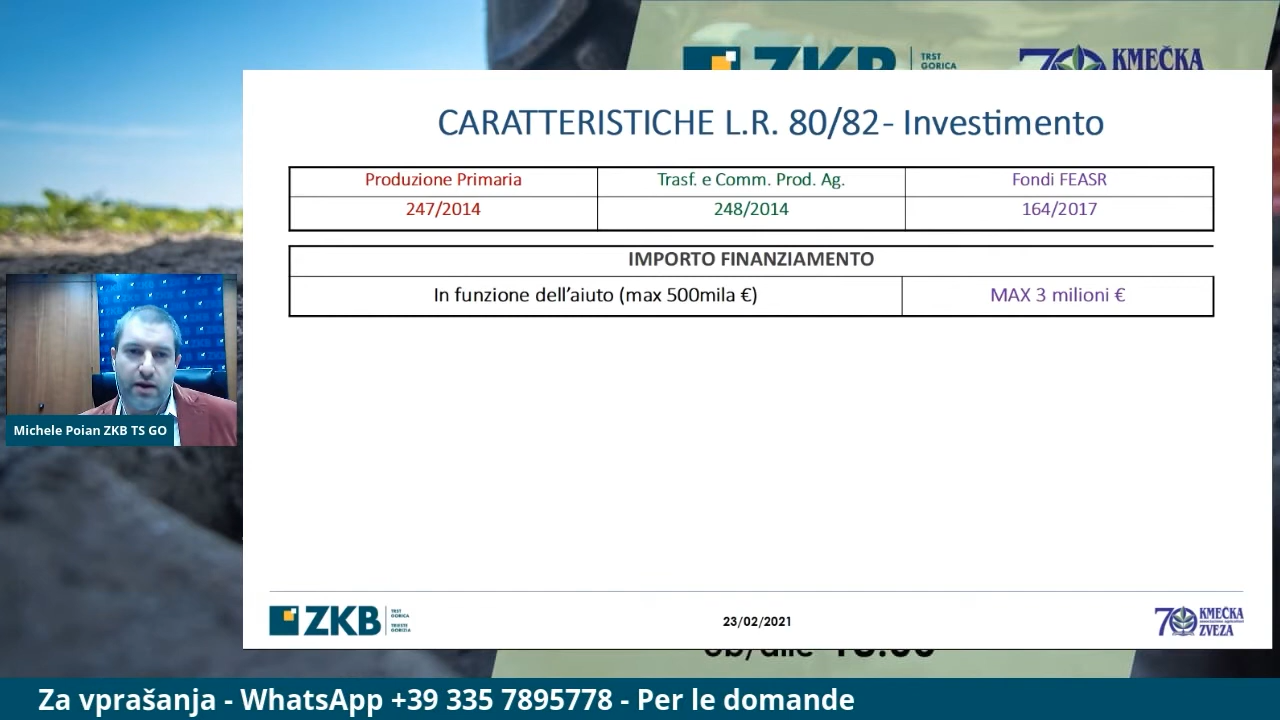 ZKB
TRST
GORICA
70 KMEČKA
CARATTERISTICHE L.R. 80/82- Investimento
Produzione Primaria
Trasf. e Comm. Prod. Ag.
Fondi FEASR
247/2014
248/2014
164/2017
IMPORTO FINANZIAMENTO
In funzione dell'aiuto (max 500mila €)
MAX 3 milioni €
Michele Poian ZKB TS GO
ZKB
TRST
GORICA
TRIESTE
GORIZIA
23/02/2021
70 KMEČKA
ZVEZA
ob/alle
Za vprašanja - WhatsApp +39 335 7895778 - Per le domande